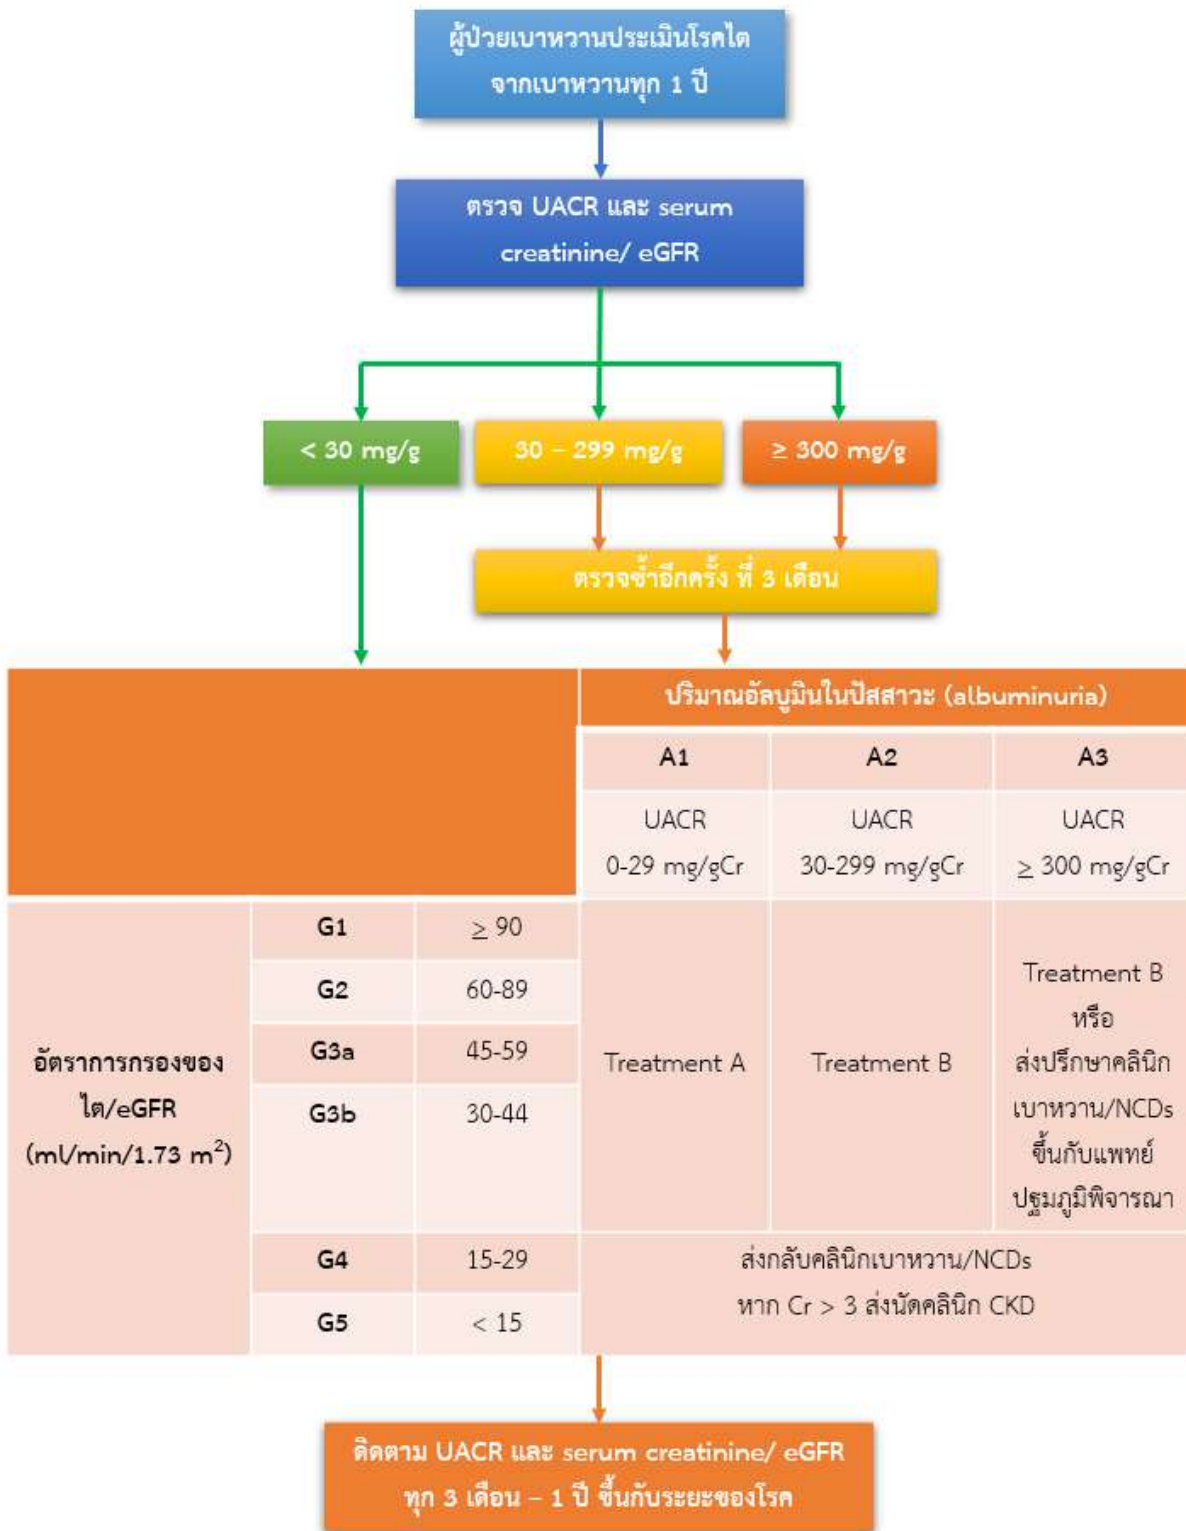 ผู้ป่วยเบาหวานประเมินโรคไต
จากเบาหวานทุก 1 ปี
ตรวจ UACR และ serum
creatinine/ eGFR
< 30 mg/g
30 – 299 mg/g
≥ 300 mg/g
ตรวจซ้ำอีกครั้ง ที่ 3 เดือน
ปริมาณอัลบูมินในปัสสาวะ (albuminuria)
A1
A2
A3
UACR
0-29 mg/gCr
UACR
30-299 mg/gCr
UACR
≥ 300 mg/gCr
อัตราการกรองของ
ไต/eGFR
(ml/min/1.73 m²)
G1
≥ 90
G2
60-89
G3a
45-59
G3b
30-44
Treatment A
Treatment B
Treatment B
หรือ
ส่งปรึกษาคลินิก
เบาหวาน/NCDs
ขึ้นกับแพทย์
ปฐมภูมิพิจารณา
G4
15-29
G5
< 15
ส่งกลับคลินิกเบาหวาน/NCDs
หาก Cr > 3 ส่งนัดคลินิก CKD
ติดตาม UACR และ serum creatinine/ eGFR
ทุก 3 เดือน – 1 ปี ขึ้นกับระยะของโรค